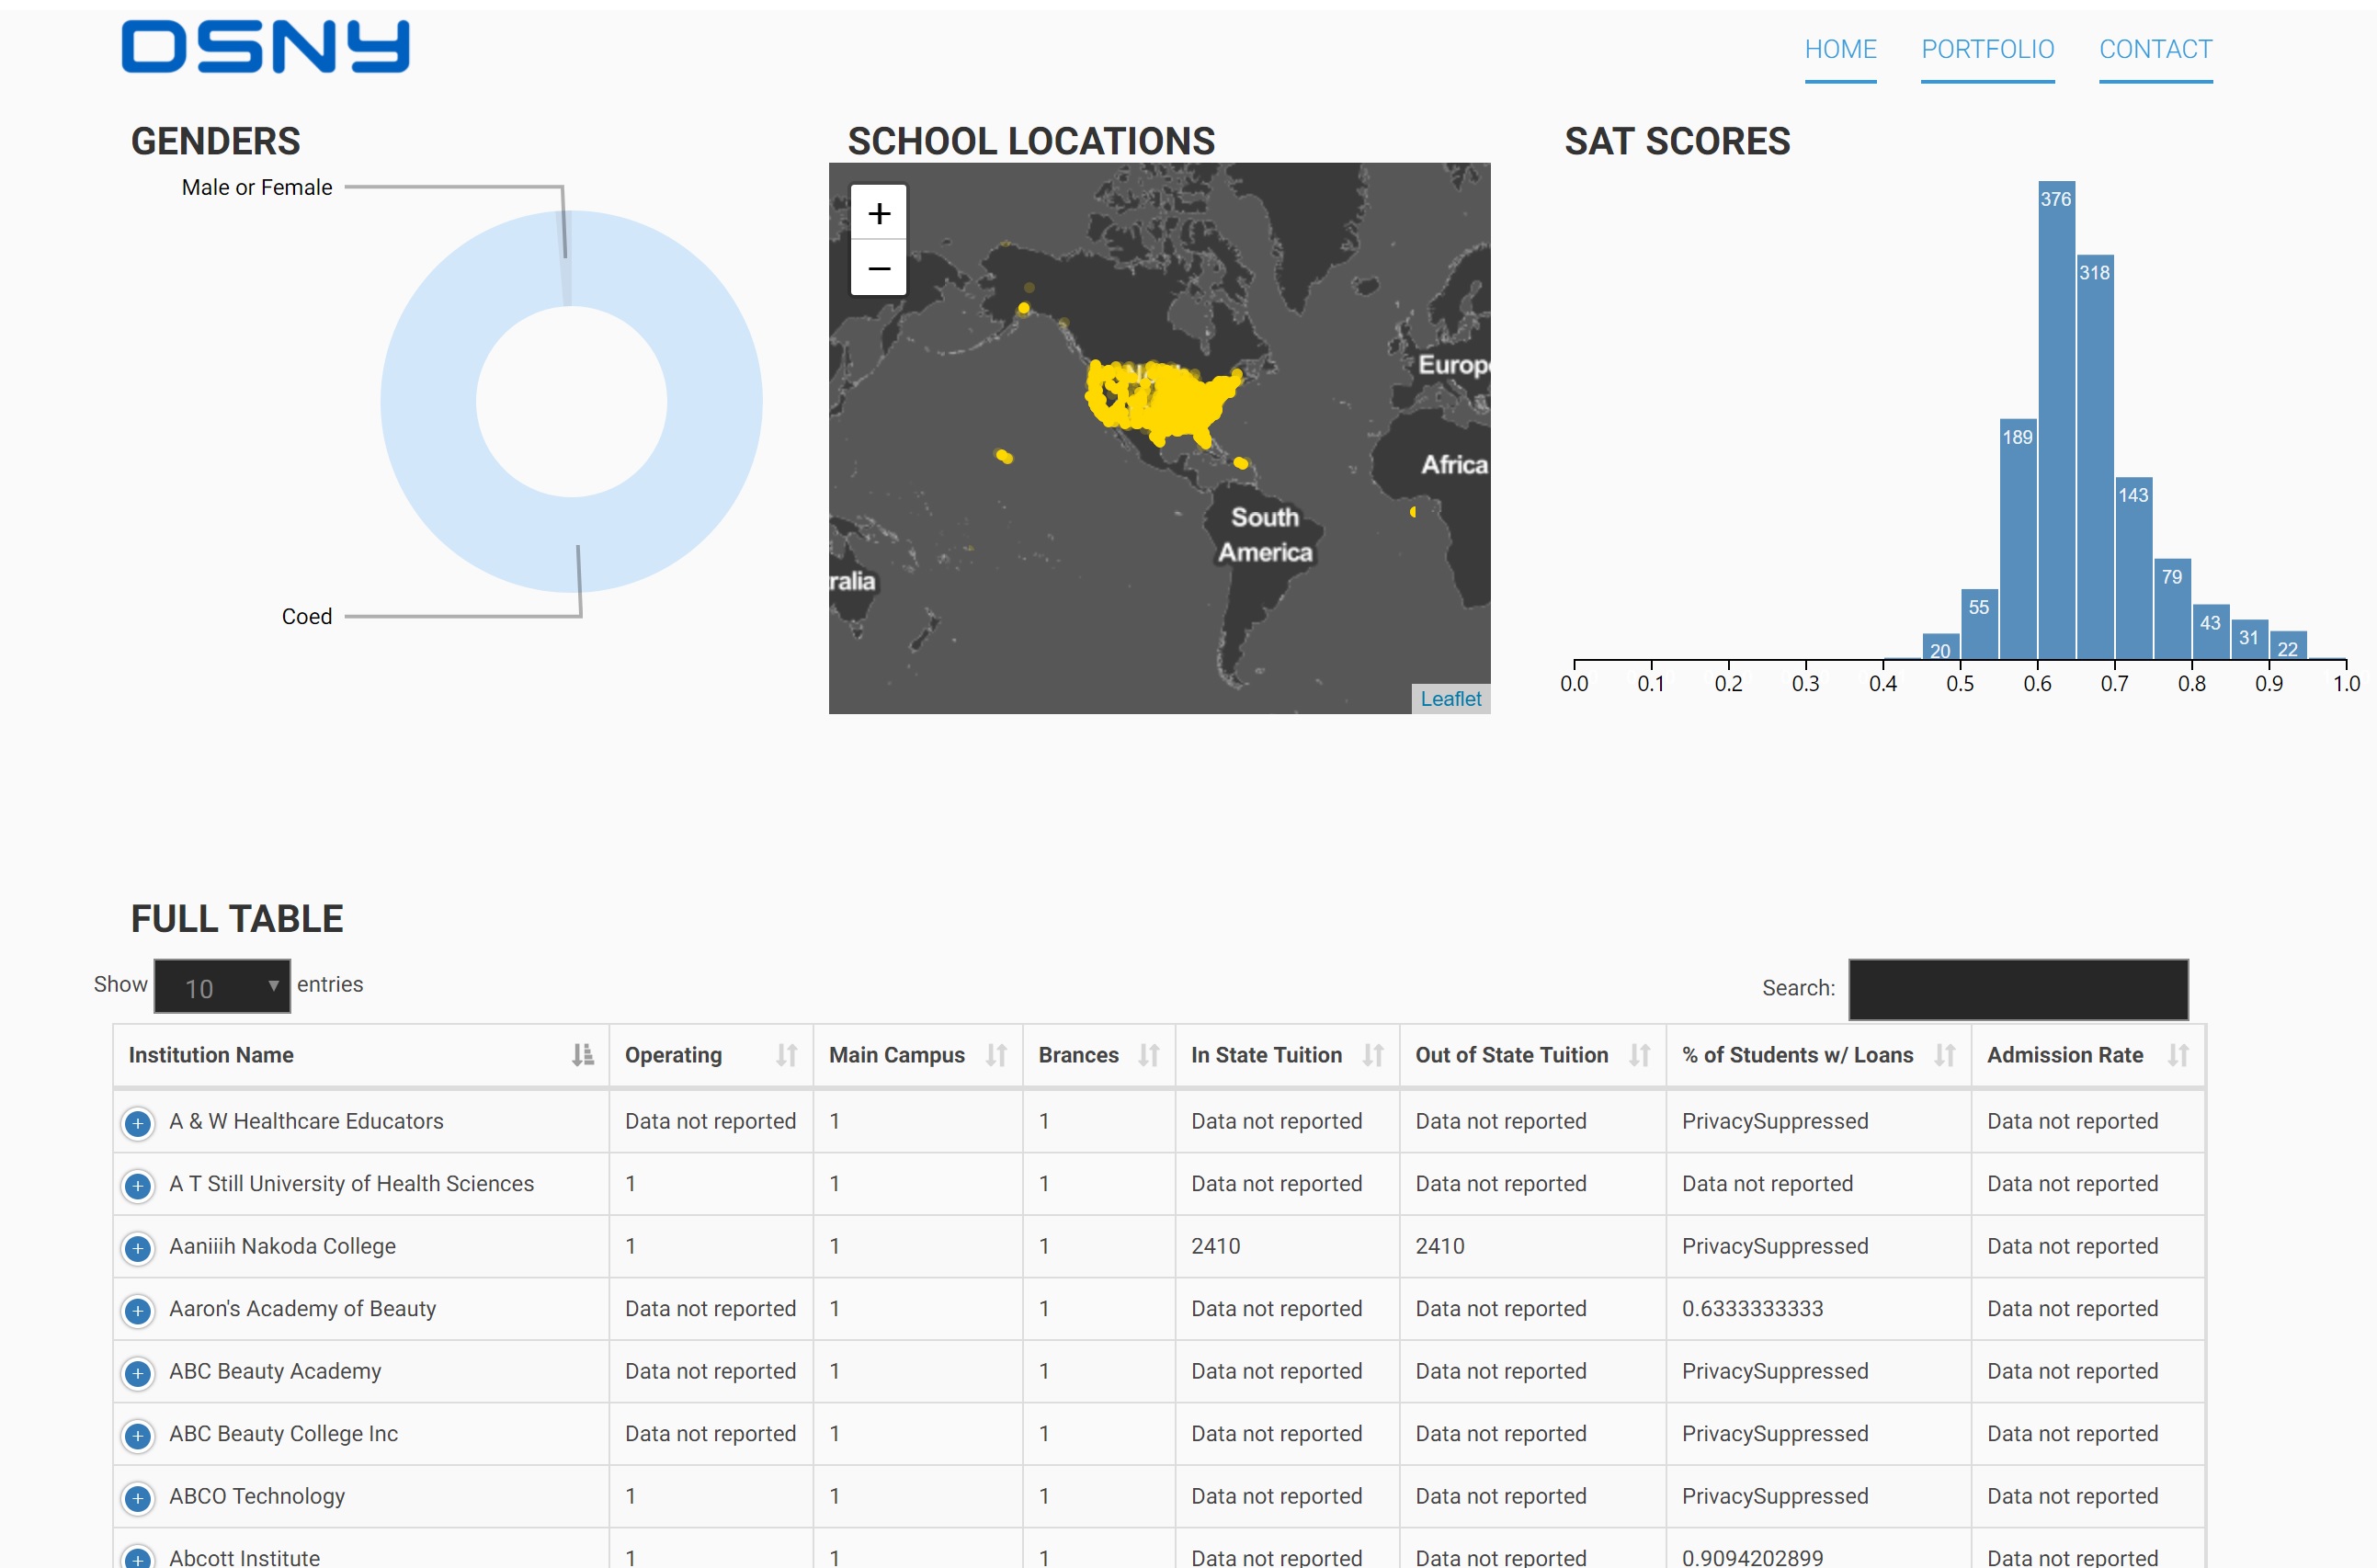 OSNY
HOME PORTFOLIO CONTACT
GENDERS
Male or Female
Coed
SCHOOL LOCATIONS
+
−
Europ
Africa
South
America
ralia
Leaflet
SAT SCORES
376
318
189
143
79
55
43
31
22
20
0.0 0.1 0.2 0.3 0.4 0.5 0.6 0.7 0.8 0.9 1.0
FULL TABLE
Show 10 entries
Search:
Institution Name Operating Main Campus Brances In State Tuition Out of State Tuition % of Students w/ Loans Admission Rate
A & W Healthcare Educators Data not reported 1 1 Data not reported Data not reported PrivacySuppressed Data not reported
A T Still University of Health Sciences 1 1 1 Data not reported Data not reported Data not reported Data not reported
Aaniiih Nakoda College 1 1 1 2410 2410 PrivacySuppressed Data not reported
Aaron's Academy of Beauty Data not reported 1 1 Data not reported Data not reported 0.6333333333 Data not reported
ABC Beauty Academy Data not reported 1 1 Data not reported Data not reported PrivacySuppressed Data not reported
ABC Beauty College Inc Data not reported 1 1 Data not reported Data not reported PrivacySuppressed Data not reported
ABCO Technology 1 1 1 Data not reported Data not reported PrivacySuppressed Data not reported
Abcott Institute 1 1 1 Data not reported Data not reported 0.9094202899 Data not reported